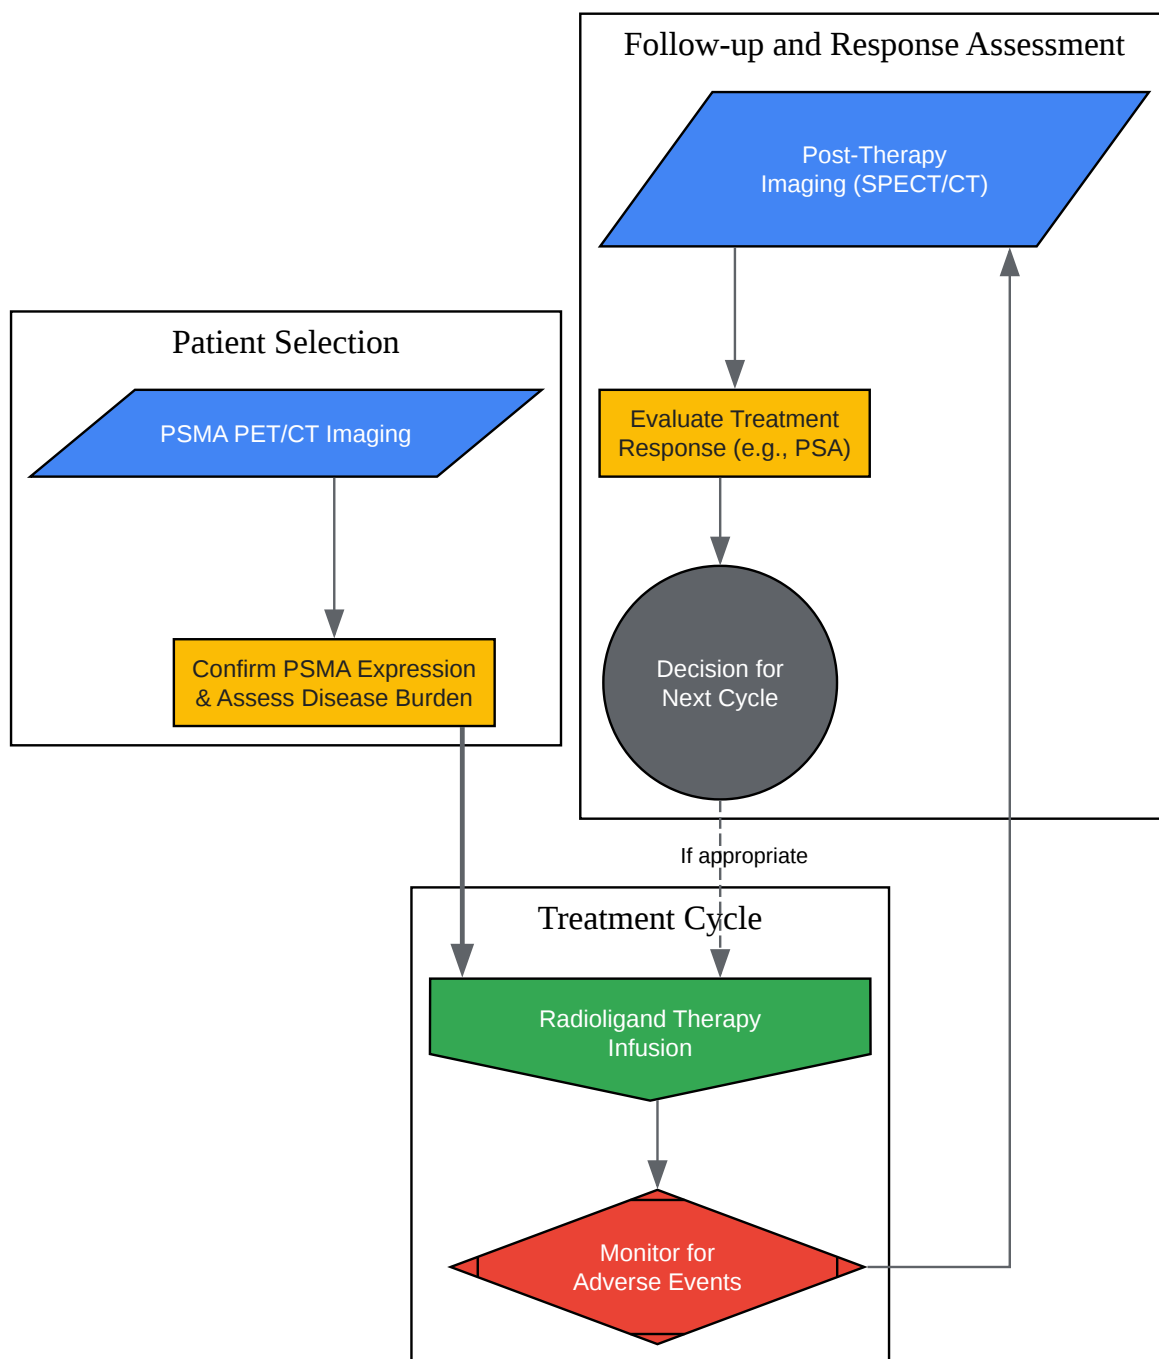 Follow-up and Response Assessment
Post-Therapy
Imaging (SPECT/CT)
Patient Selection
PSMA PET/CT Imaging
Evaluate Treatment
Response (e.g., PSA)
Confirm PSMA Expression
& Assess Disease Burden
Decision for
Next Cycle
If appropriate
Treatment Cycle
Radioligand Therapy
Infusion
Monitor for
Adverse Events